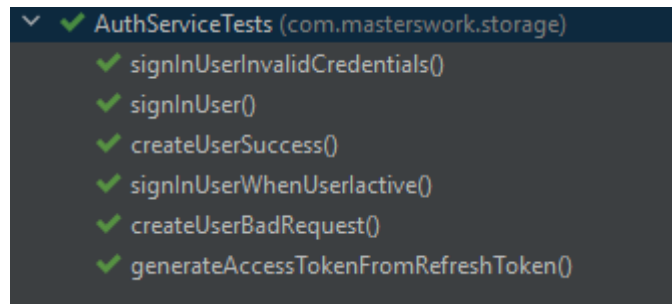 AuthServiceTests (com.masterswork.storage)
signInUserInvalidCredentials()
signInUser()
createUserSuccess()
signInUserWhenUserIactive()
createUserBadRequest()
generateAccessTokenFromRefreshToken()